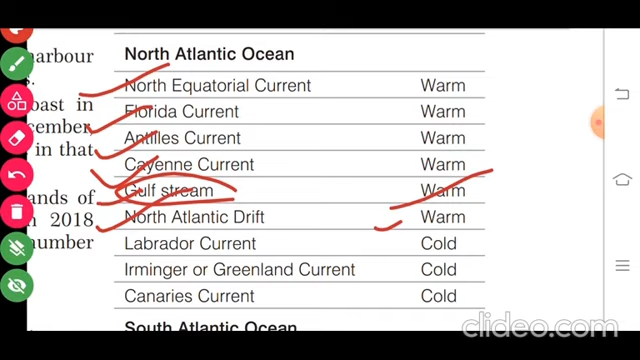 arbour
North Atlantic Ocean
s.
North Equatorial Current Warm
oast in
Florida Current Warm
cember,
Antilles Current Warm
in that
Cayenne Current Warm
Gulf stream Warm
ands of
North Atlantic Drift Warm
n 2018
Labrador Current Cold
number
Irminger or Greenland Current Cold
Canaries Current Cold
South Atlantic Ocean
clideo.com